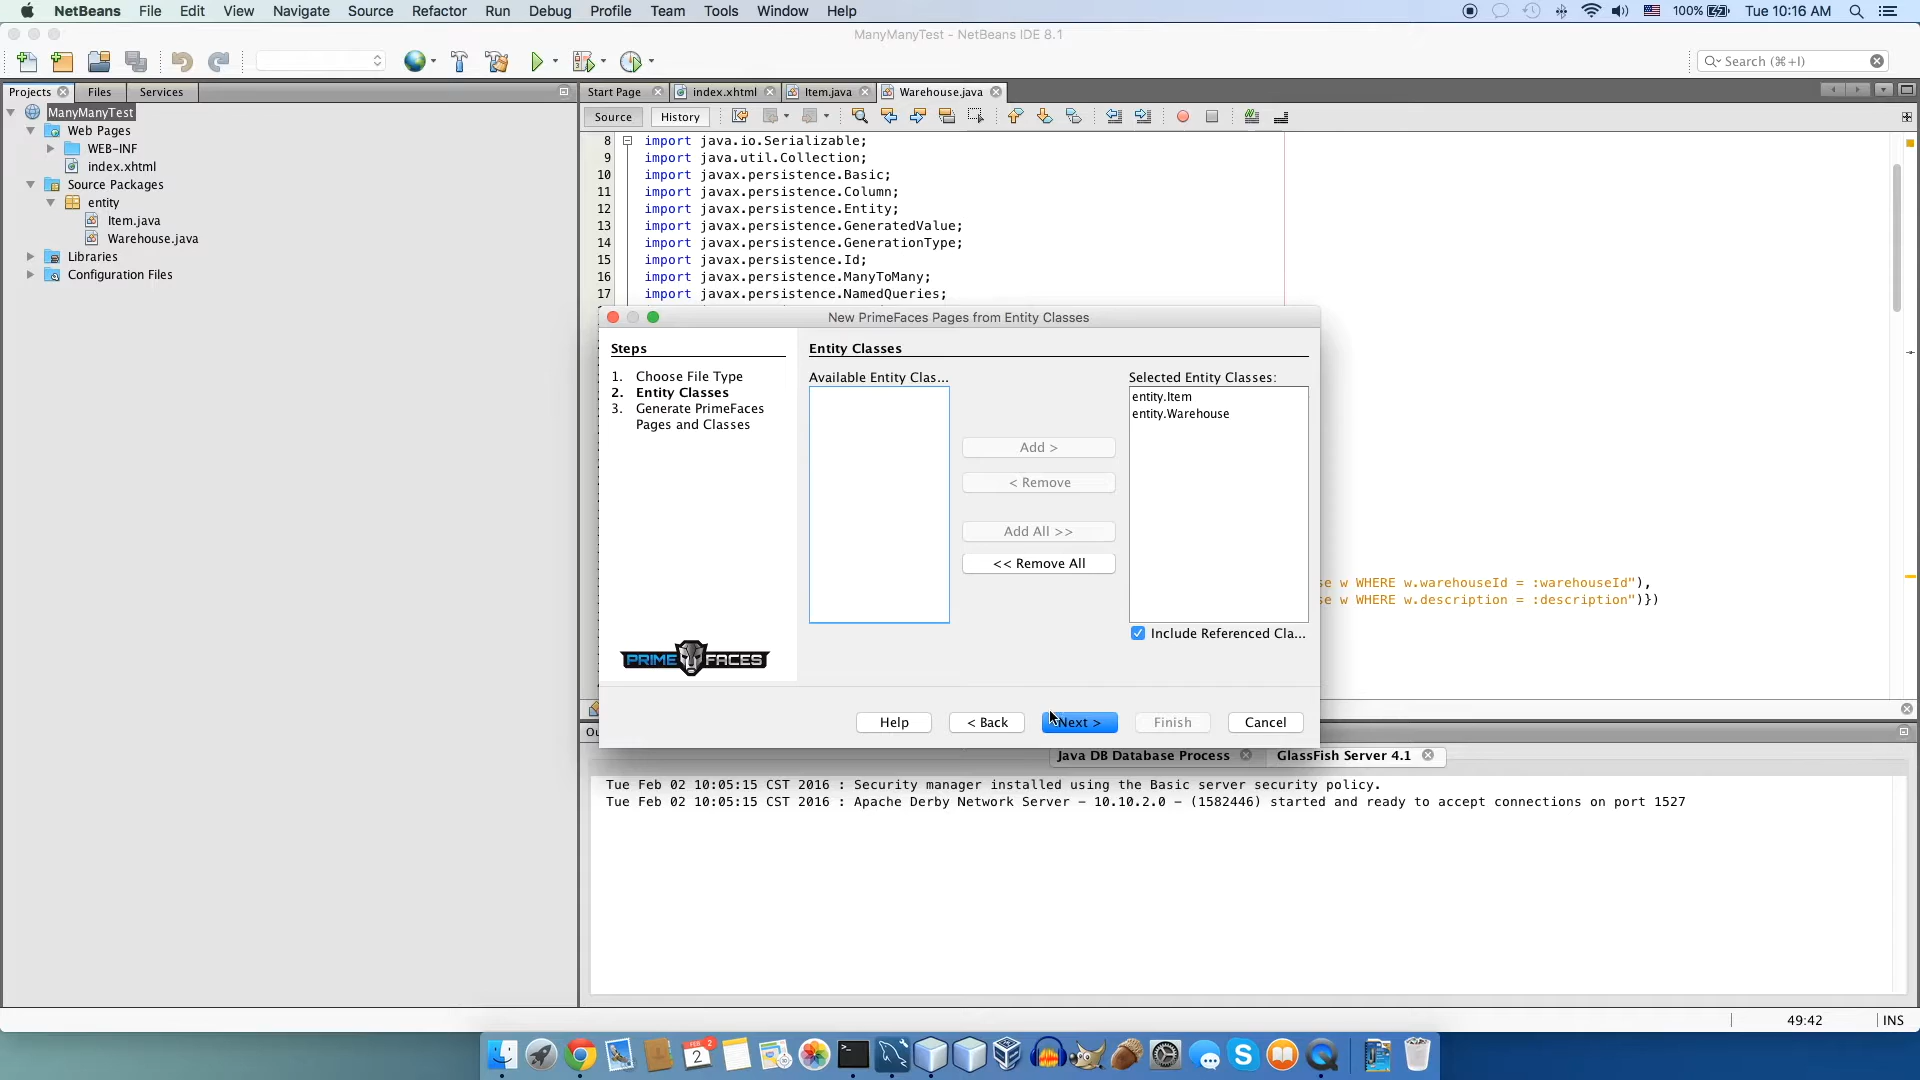 NetBeans File Edit View Navigate Source Refactor Run Debug Profile Team Tools Window Help 100% Tue 10:16 AM
ManyManyTest - NetBeans IDE 8.1
Search (⌘+I)
Projects Files Services
Start Page index.xhtml Item.java Warehouse.java
Source History
ManyManyTest
Web Pages
WEB-INF
index.xhtml
Source Packages
entity
Item.java
Warehouse.java
Libraries
Configuration Files
8 import java.io.Serializable;
9 import java.util.Collection;
10 import javax.persistence.Basic;
11 import javax.persistence.Column;
12 import javax.persistence.Entity;
13 import javax.persistence.GeneratedValue;
14 import javax.persistence.GenerationType;
15 import javax.persistence.Id;
16 import javax.persistence.ManyToMany;
17 import javax.persistence.NamedQueries;
New PrimeFaces Pages from Entity Classes
Steps
1. Choose File Type
2. Entity Classes
3. Generate PrimeFaces
Pages and Classes
PRIME FACES
Entity Classes
Available Entity Clas...
Add >
< Remove
Add All >>
<< Remove All
Selected Entity Classes:
entity.Item
entity.Warehouse
Include Referenced Cla...
Help < Back Next > Finish Cancel
se w WHERE w.warehouseId = :warehouseId"),
se w WHERE w.description = :description")})
Java DB Database Process GlassFish Server 4.1
Tue Feb 02 10:05:15 CST 2016 : Security manager installed using the Basic server security policy.
Tue Feb 02 10:05:15 CST 2016 : Apache Derby Network Server - 10.10.2.0 - (1582446) started and ready to accept connections on port 1527
49:42 INS
FEB 2
2